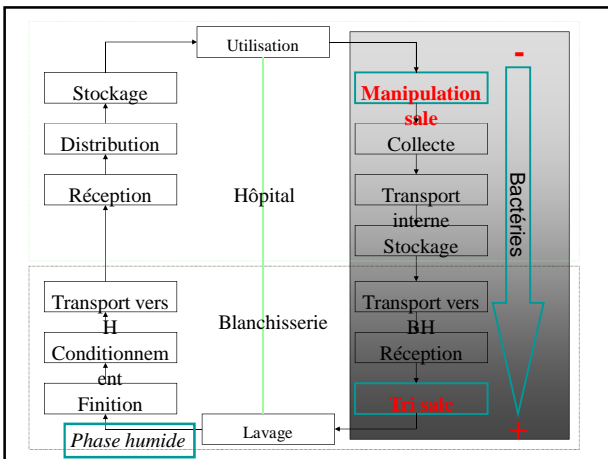 Utilisation
-
Stockage
Manipulation
sale
Distribution
Collecte
Réception
Hôpital
Transport
interne
Stockage
Bactéries
Transport vers
H
Blanchisserie
Transport vers
BH
Conditionnem
ent
Réception
Finition
Tri sale
Phase humide
Lavage
+